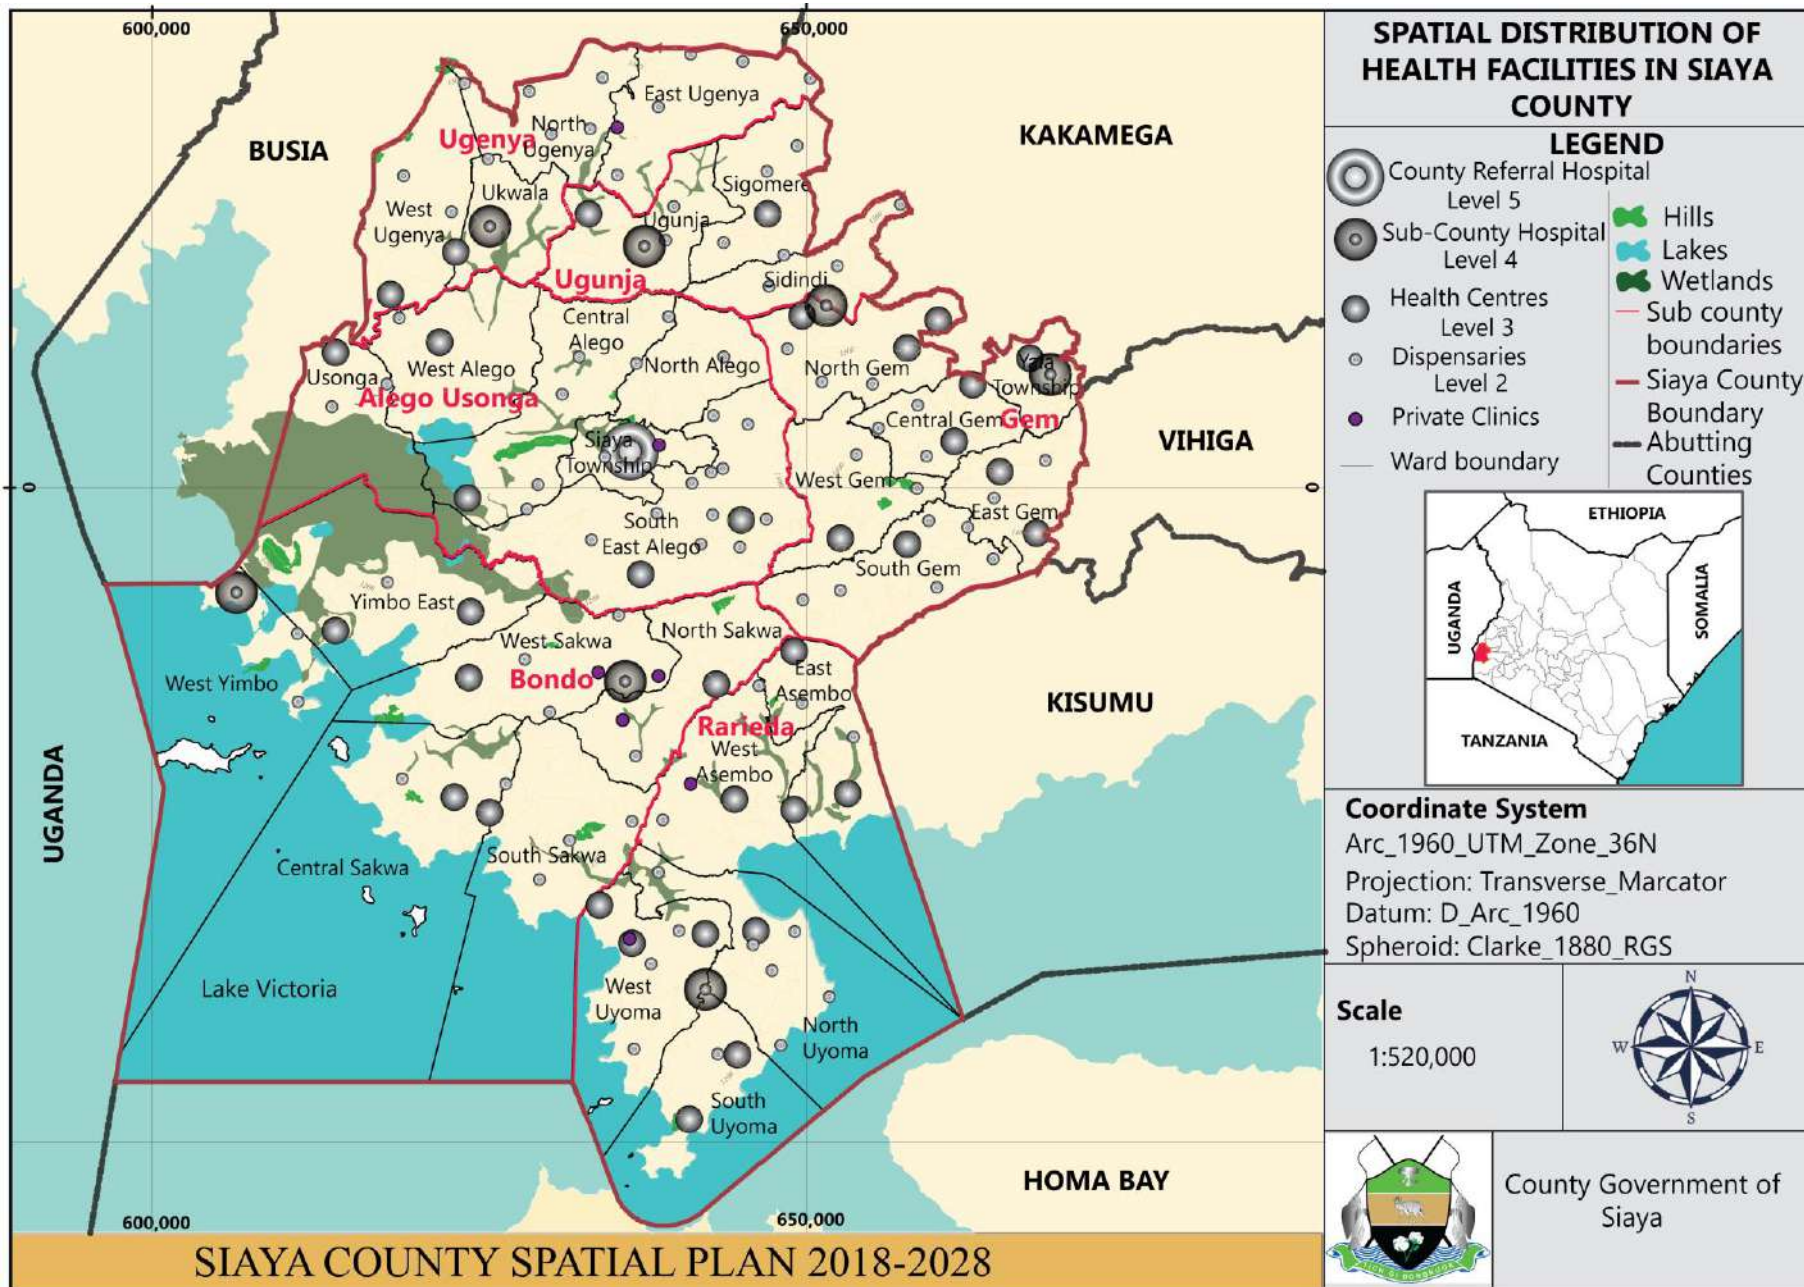 600,000
650,000
BUSIA
KAKAMEGA
East Ugenya
Ugenya
North
Ugenya
Ukwala
West
Ugenya
Sigomere
Ugunja
Ugunja
Sidindi
Central
Alego
West Alego
North Alego
Usonga
Alego Usonga
North Gem
Yala
Township
Central Gem
Gem
VIHIGA
Siaya
Township
West Gem
0
0
South
East Alego
East Gem
South Gem
Yimbo East
West Sakwa
North Sakwa
West Yimbo
Bondo
East
Asembo
KISUMU
Rarieda
West
Asembo
UGANDA
Central Sakwa
South Sakwa
Lake Victoria
West
Uyoma
North
Uyoma
South
Uyoma
HOMA BAY
600,000
650,000
SIAYA COUNTY SPATIAL PLAN 2018-2028
SPATIAL DISTRIBUTION OF
HEALTH FACILITIES IN SIAYA
COUNTY
LEGEND
County Referral Hospital
Level 5
Sub-County Hospital
Level 4
Health Centres
Level 3
Dispensaries
Level 2
Private Clinics
Ward boundary
Hills
Lakes
Wetlands
Sub county
boundaries
Siaya County
Boundary
Abutting
Counties
ETHIOPIA
UGANDA
SOMALIA
TANZANIA
Coordinate System
Arc_1960_UTM_Zone_36N
Projection: Transverse_Marcator
Datum: D_Arc_1960
Spheroid: Clarke_1880_RGS
Scale
1:520,000
N
W
E
S
County Government of
Siaya